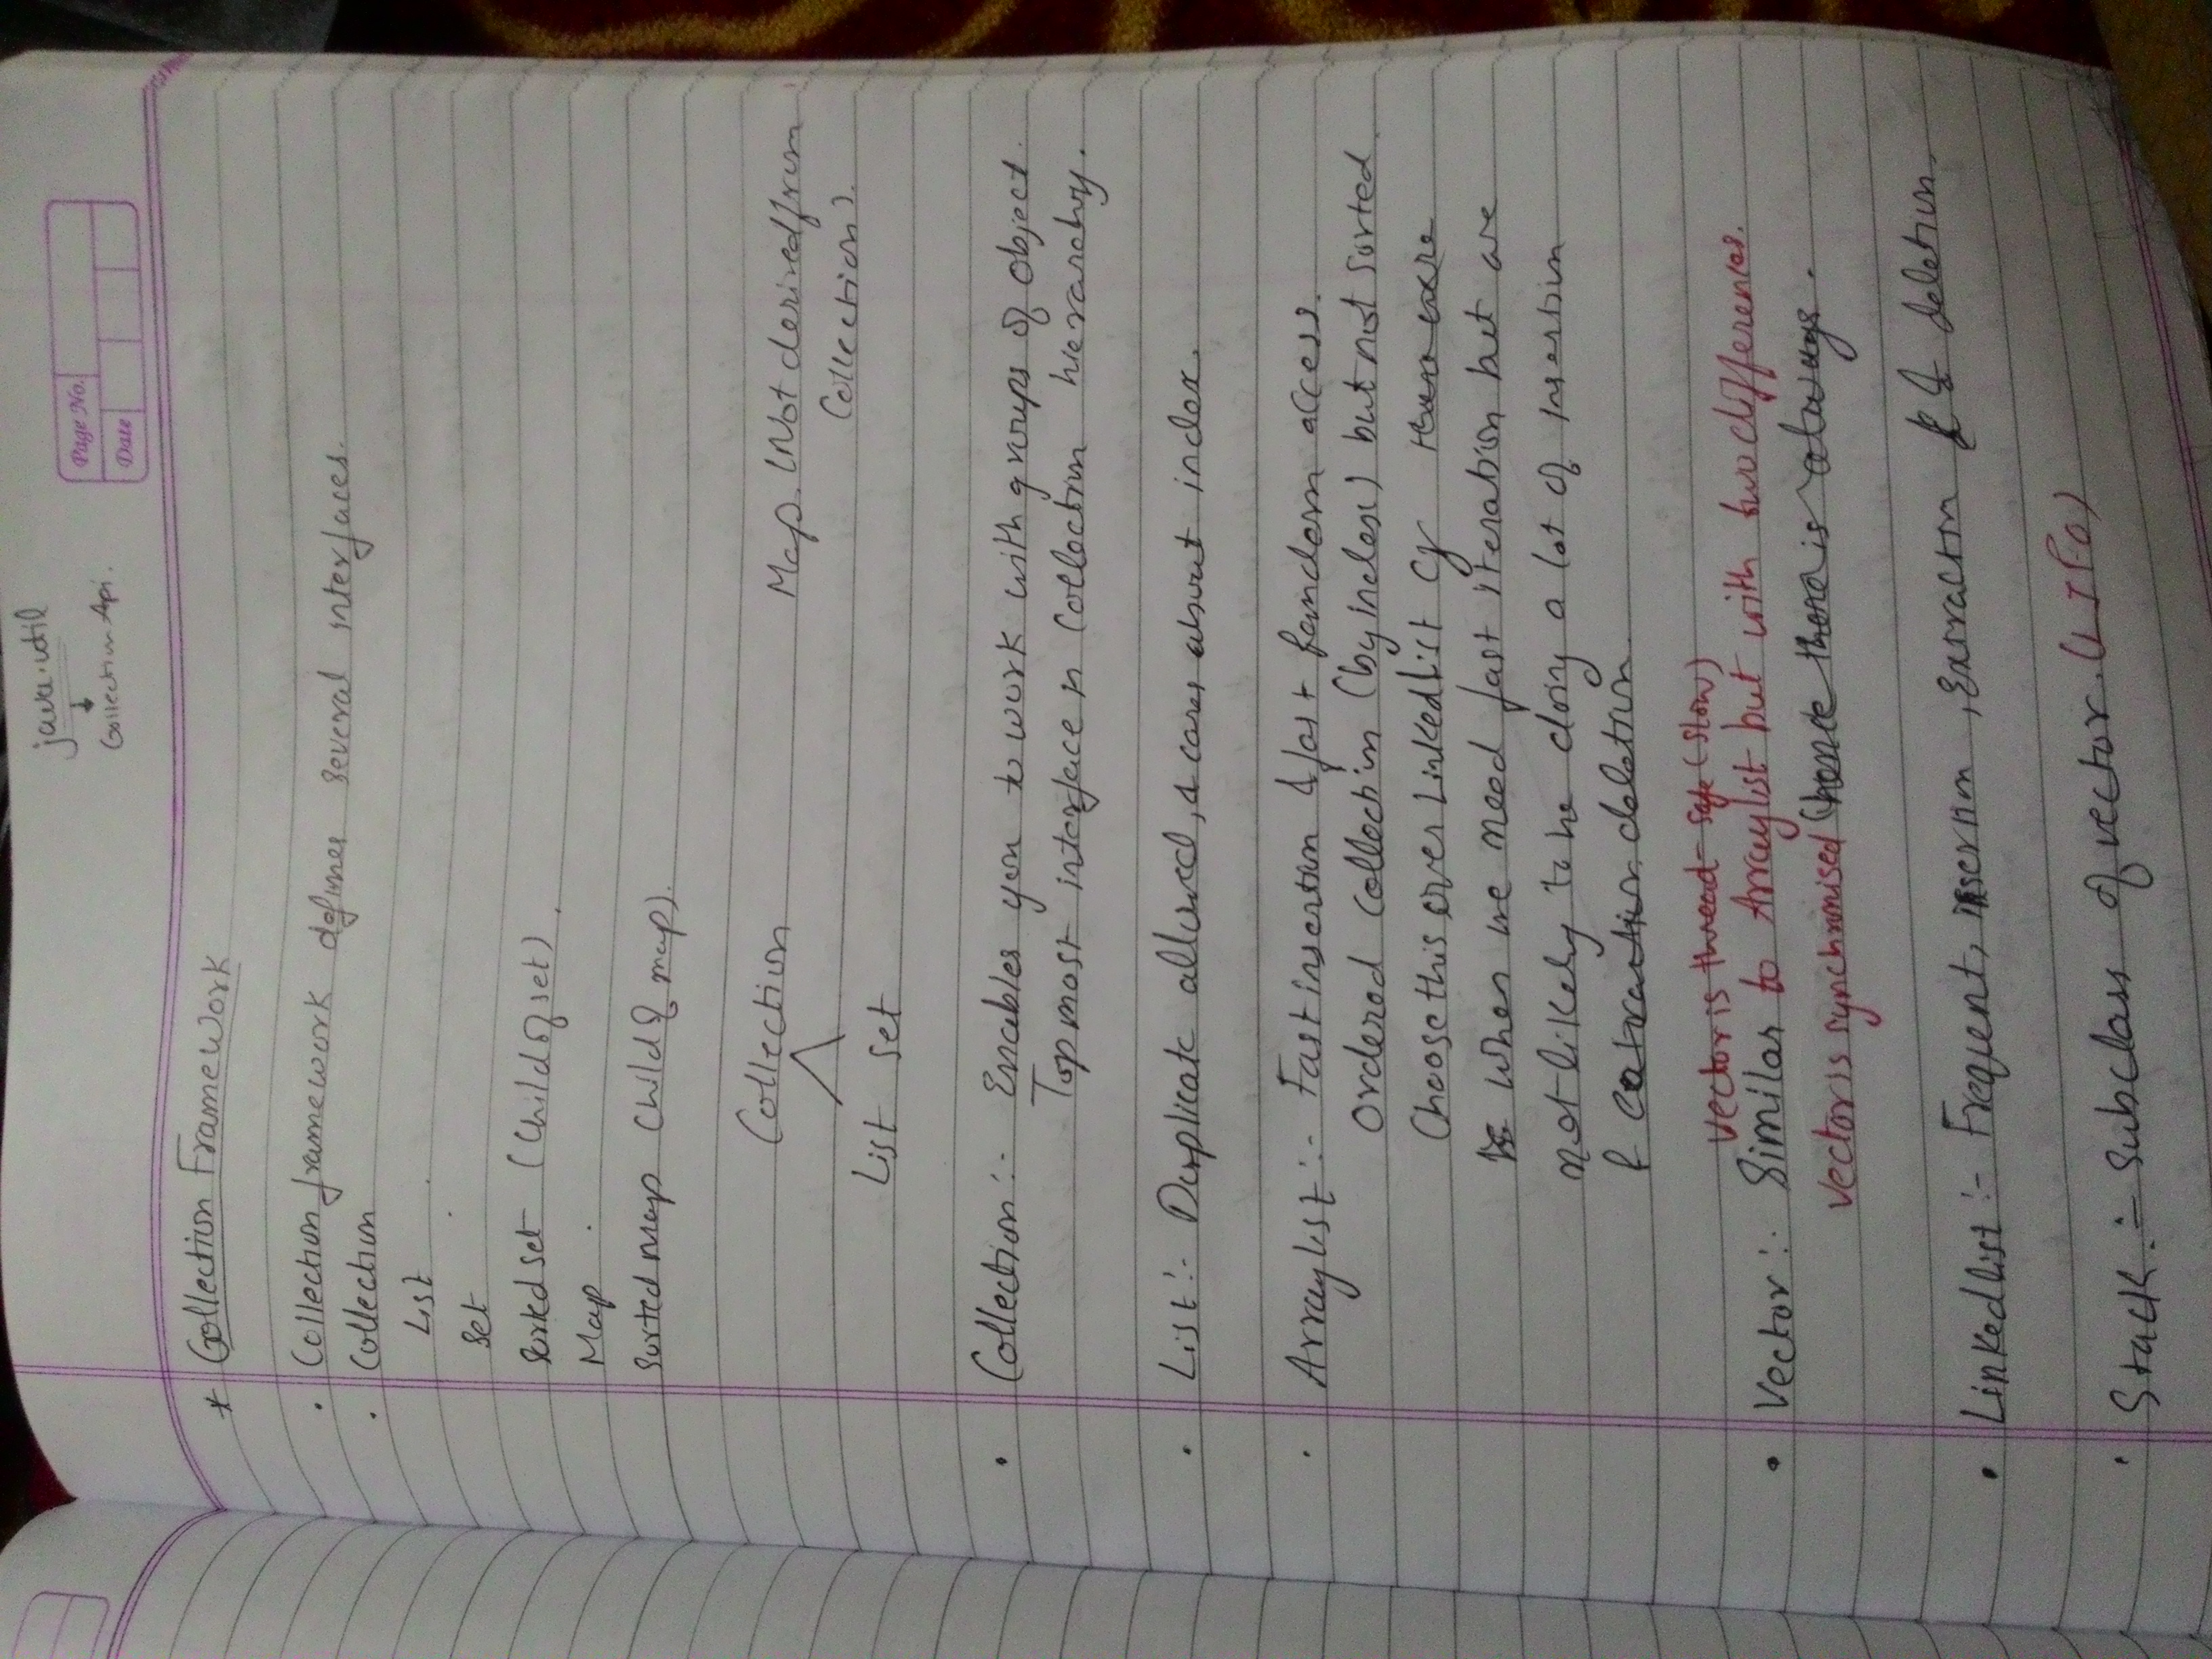 java.util
↓
Collection Api.
Page No.
Date
* Collection FrameWork
. Collection framework defines several interfaces.
. Collection
List
Set
Sorted set (Child of set).
Map
Sorted map Child of map).
Collection
Map. (Not derived from
Collection).
List set
• Collection :- Enables you to work with groups of object.
Topmost interface in Collection hierarchy.
. List :- Duplicate allowed, & cares about index.
. Arraylist :- Fast insertion & fast random access.
Ordered Collection (by index) but not sorted
Choose this over Linkedlist
when we need fast iteration but are
not likely to be doing a lot of insertion
& extraction deletion.
Vector is thread-safe (slow)
• Vector :- Similar to Arraylist but with two differences.
Vector is synchronised (hence there is always.
• Linkedlist :- Frequent, insertion, Extraction & deletion.
. Stack :- Subclass of vector. (LIFO)